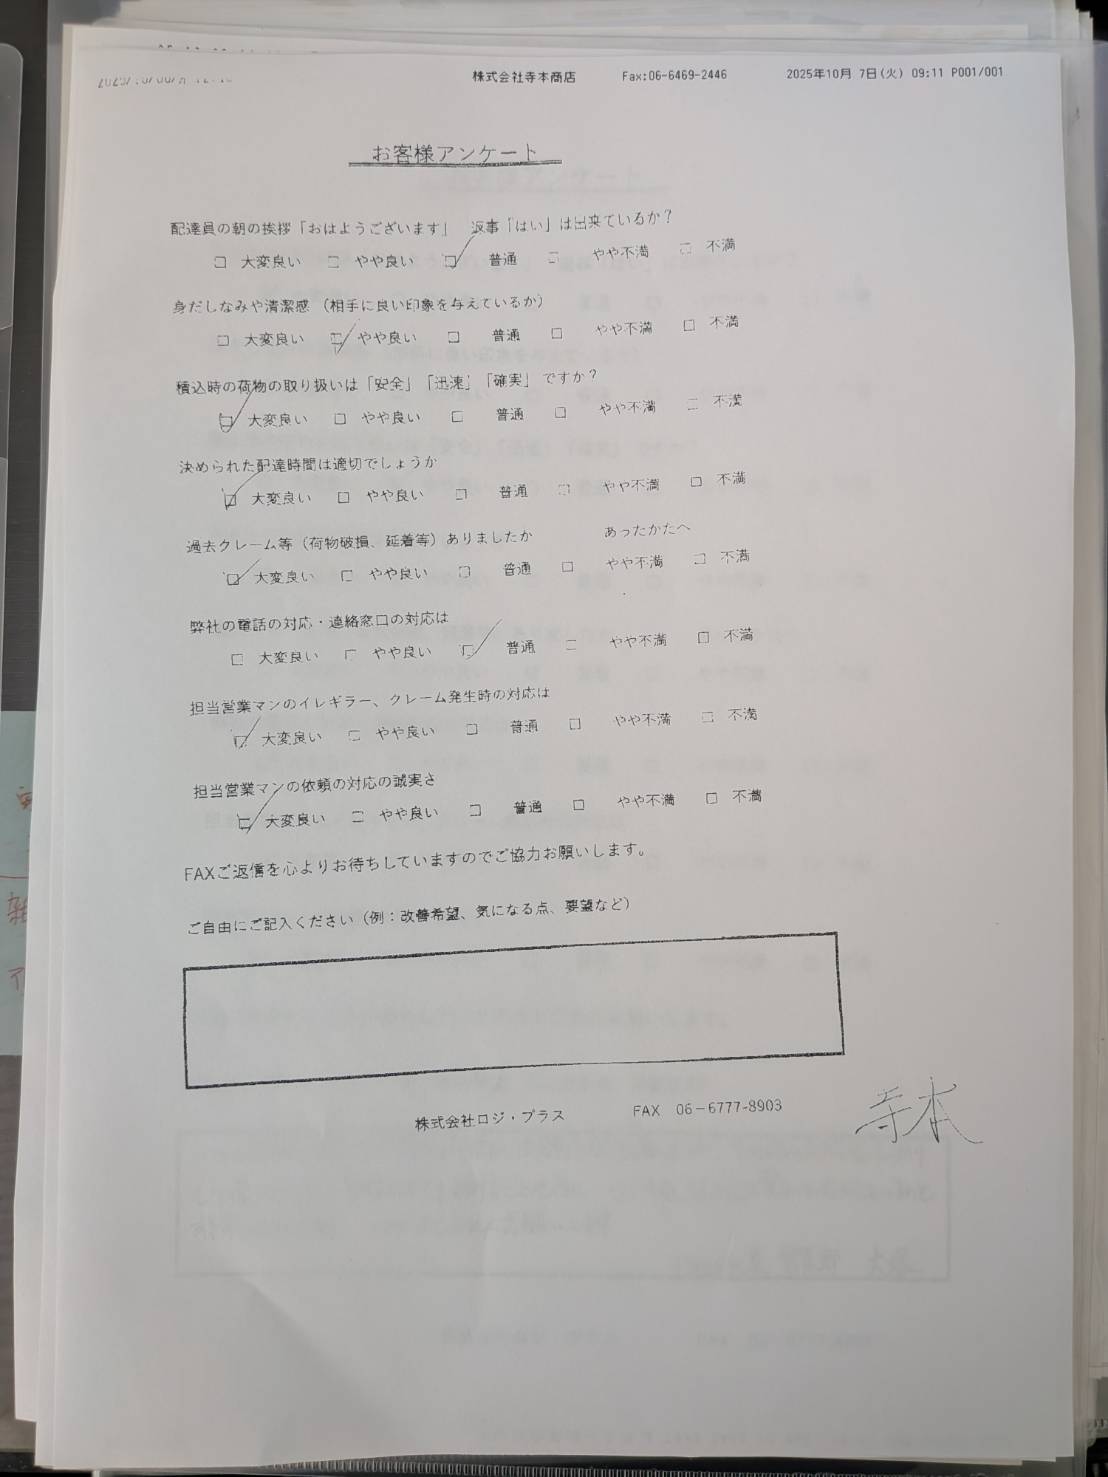 株式会社寺本商店 Fax:06-6469-2446 2025年10月 7日(火) 09:11 P001/001
お客様アンケート
配達員の朝の挨拶「おはようございます」 返事「はい」は出来ているか?
□ 大変良い □ やや良い ☑ 普通 □ やや不満 □ 不満
身だしなみや清潔感(相手に良い印象を与えているか)
□ 大変良い ☑ やや良い □ 普通 □ やや不満 □ 不満
積込時の荷物の取り扱いは「安全」「迅速」「確実」ですか?
☑ 大変良い □ やや良い □ 普通 □ やや不満 □ 不満
決められた配達時間は適切でしょうか
☑ 大変良い □ やや良い □ 普通 □ やや不満 □ 不満
過去クレーム等(荷物破損、延着等)ありましたか あったかたへ
☑ 大変良い □ やや良い □ 普通 □ やや不満 □ 不満
弊社の電話の対応・連絡窓口の対応は
□ 大変良い □ やや良い ☑ 普通 □ やや不満 □ 不満
担当営業マンのイレギラー、クレーム発生時の対応は
☑ 大変良い □ やや良い □ 普通 □ やや不満 □ 不満
担当営業マンの依頼の対応の誠実さ
☑ 大変良い □ やや良い □ 普通 □ やや不満 □ 不満
FAXご返信を心よりお待ちしていますのでご協力お願いします。
ご自由にご記入ください(例:改善希望、気になる点、要望など)
株式会社ロジ・プラス FAX 06-6777-8903
寺本